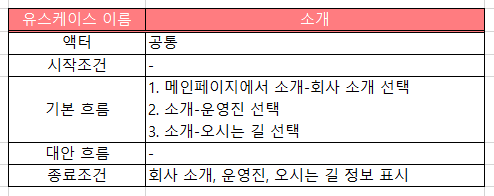 유스케이스 이름 소개
액터 공통
시작조건 -
기본 흐름
1. 메인페이지에서 소개-회사 소개 선택
2. 소개-운영진 선택
3. 소개-오시는 길 선택
대안 흐름 -
종료조건 회사 소개, 운영진, 오시는 길 정보 표시